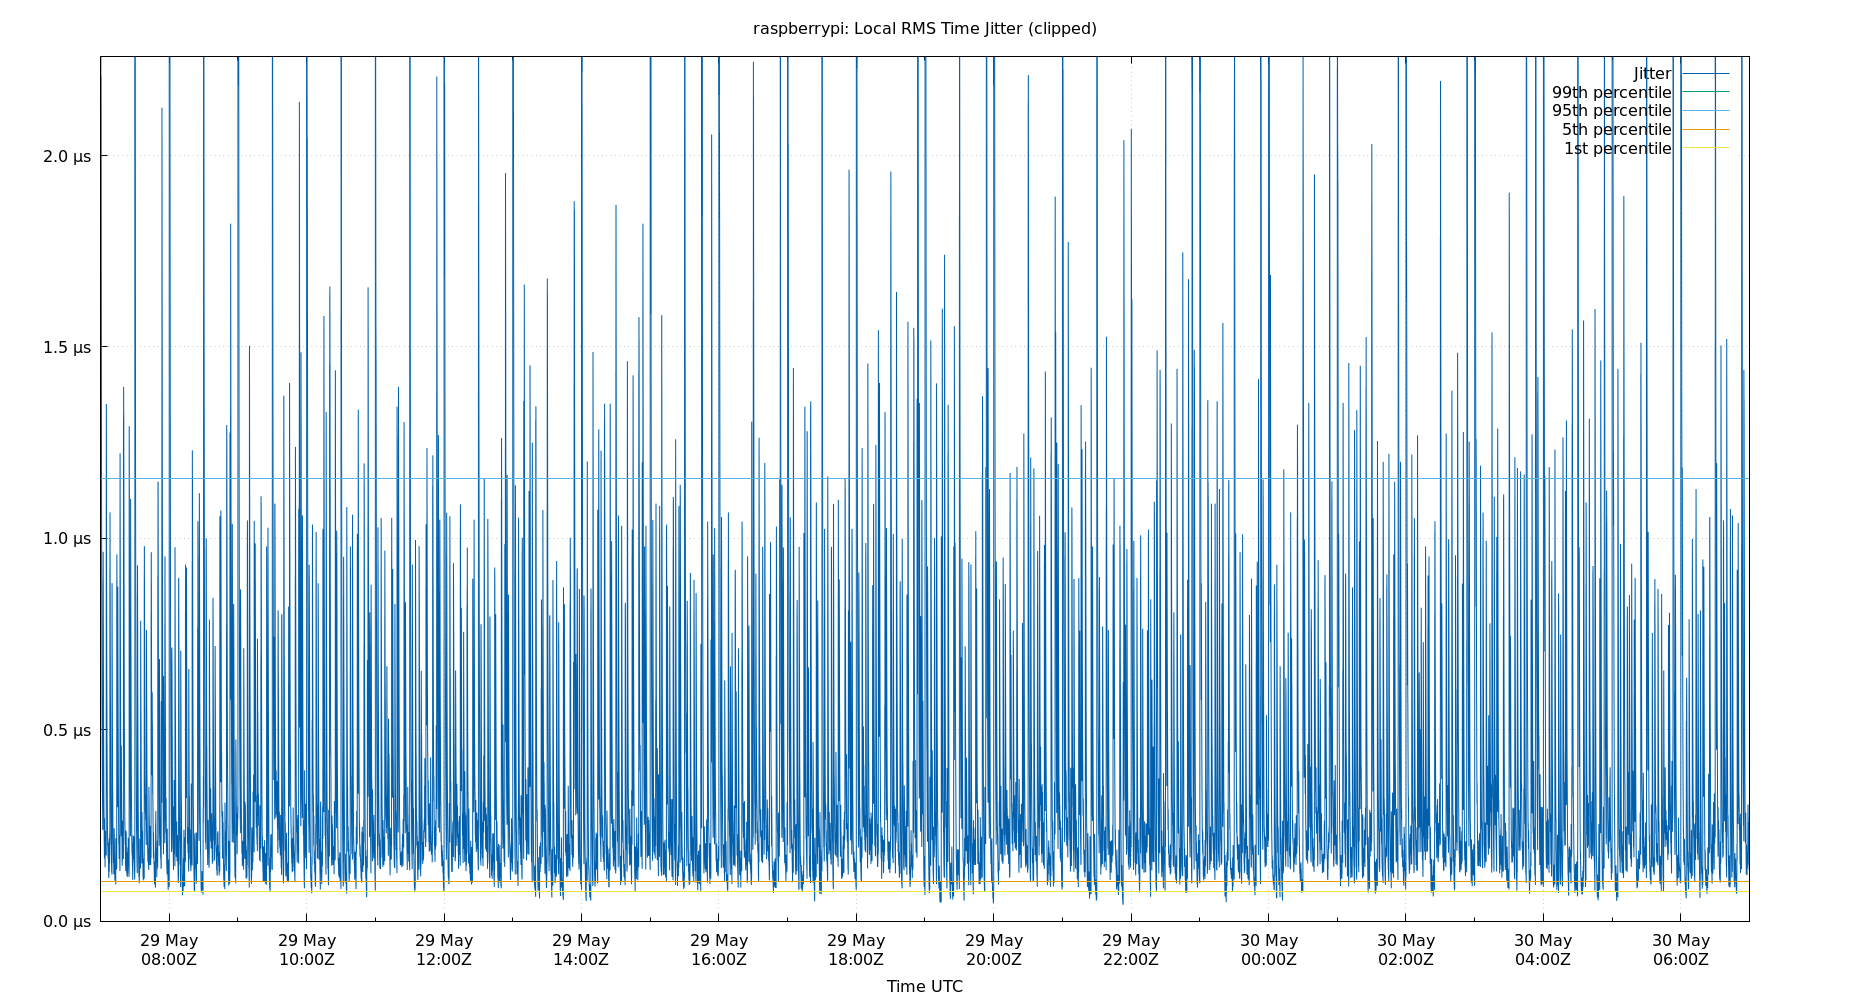 raspberrypi: Local RMS Time Jitter (clipped)
Jitter
99th percentile
95th percentile
5th percentile
1st percentile
2.0 µs
1.5 µs
1.0 µs
0.5 µs
0.0 µs
29 May 29 May 29 May 29 May 29 May 29 May 29 May 29 May 30 May 30 May 30 May 30 May
08:00Z 10:00Z 12:00Z 14:00Z 16:00Z 18:00Z 20:00Z 22:00Z 00:00Z 02:00Z 04:00Z 06:00Z
Time UTC